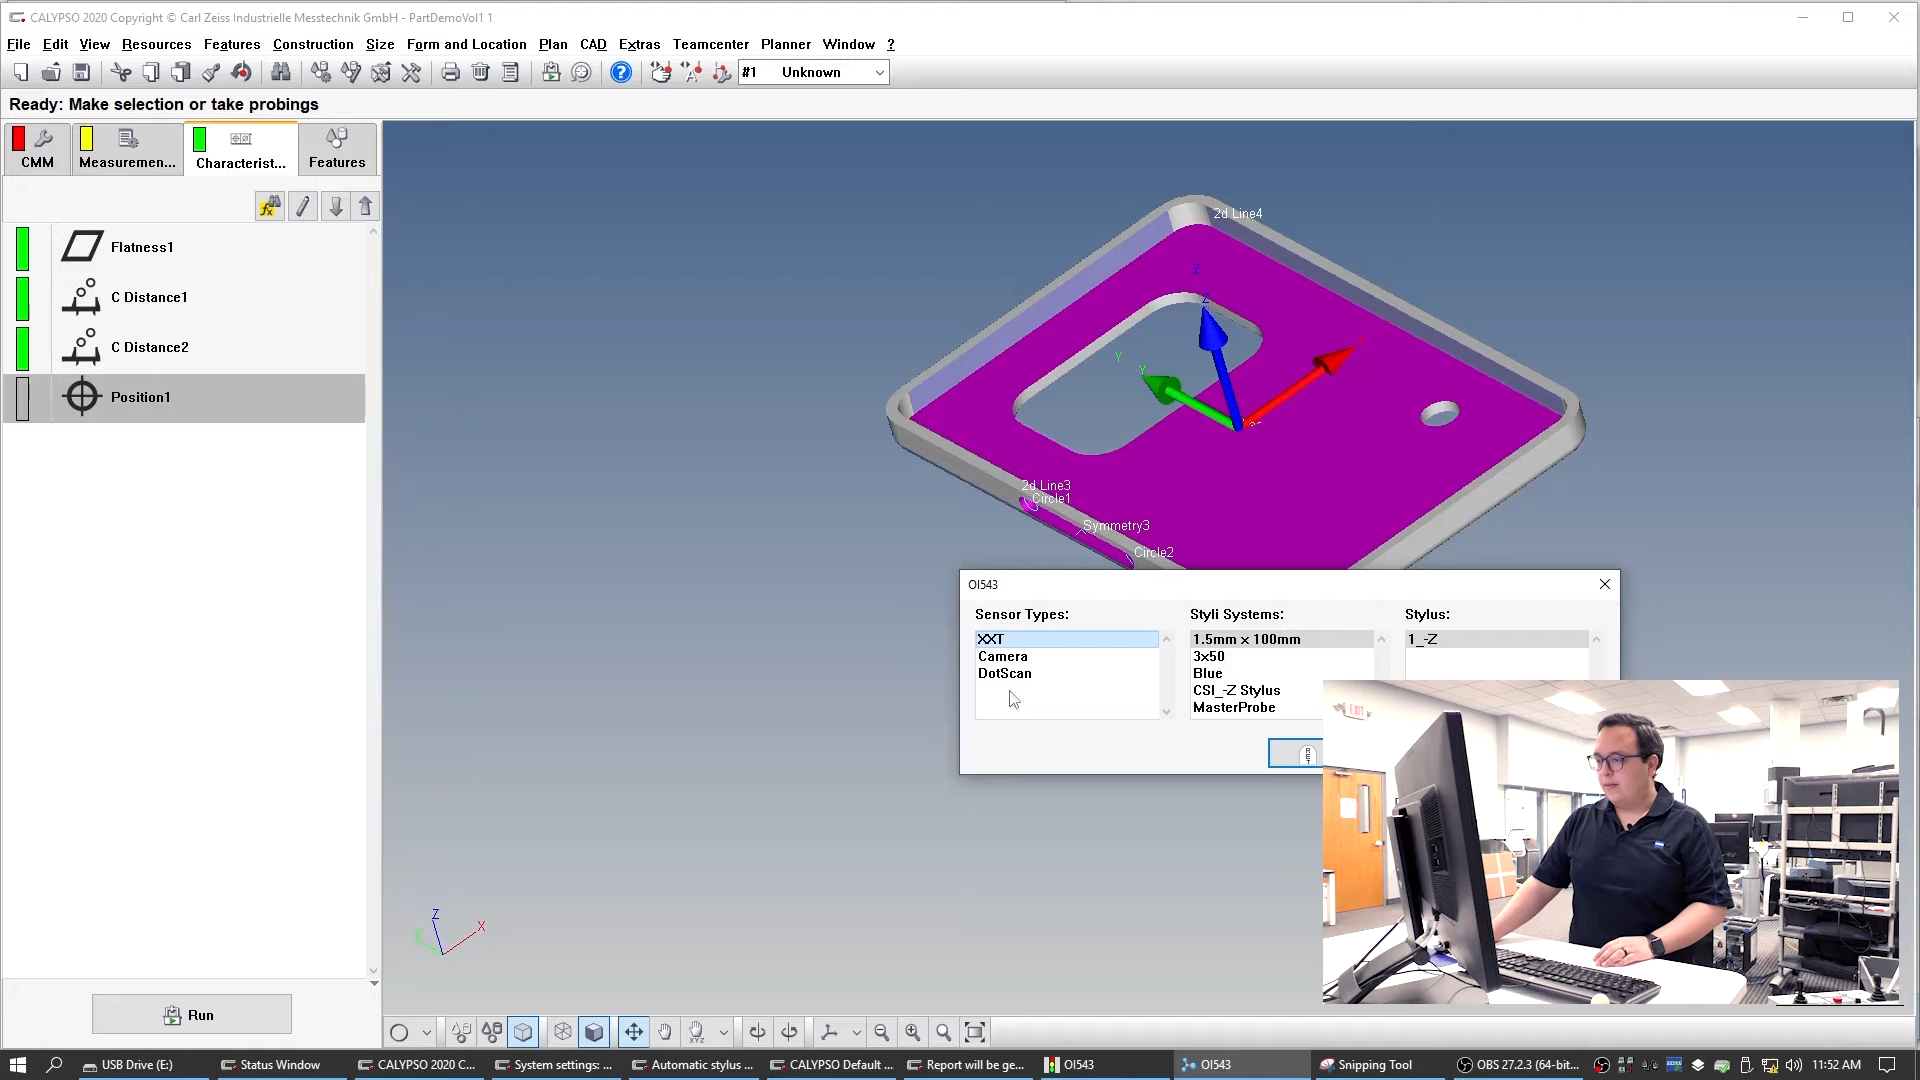 CALYPSO 2020 Copyright © Carl Zeiss Industrielle Messtechnik GmbH - PartDemoVol1 1
File Edit View Resources Features Construction Size Form and Location Plan CAD Extras Teamcenter Planner Window ?
#1 Unknown
Ready: Make selection or take probings
CMM
Measuremen...
Characterist...
Features
Flatness1
C Distance1
C Distance2
Position1
2d Line4
Z
Z
Y
Y
2d Line3
Circle1
Symmetry3
Circle2
OI543
Sensor Types: Styli Systems: Stylus:
XXT 1.5mm x 100mm 1_-Z
Camera 3x50
DotScan Blue
CSI_-Z Stylus
MasterProbe
RET
EXIT
Z
X
Run
XYZ
USB Drive (E:) Status Window CALYPSO 2020 C... System settings: ... Automatic stylus ... CALYPSO Default ... Report will be ge... OI543 OI543 Snipping Tool OBS 27.2.3 (64-bit... 11:52 AM